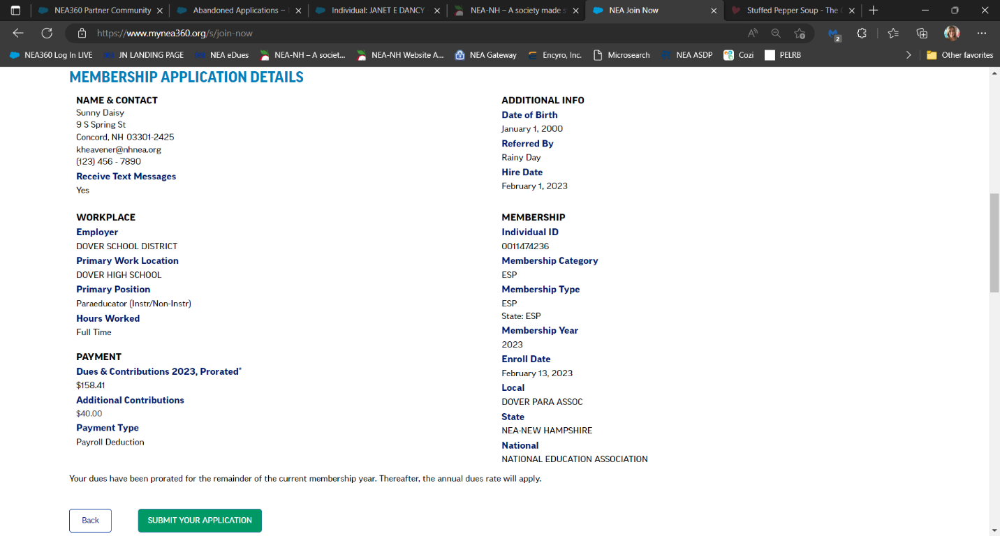 NEA360 Partner Community
Abandoned Applications ~
Individual: JANET E DANCY
NEA-NH – A society made s
NEA Join Now
Stuffed Pepper Soup - The
https://www.mynea360.org/s/join-now
2
NEA360 Log In LIVE
JN LANDING PAGE
NEA eDues
NEA-NH – A societ...
NEA-NH Website A...
NEA Gateway
Encyro, Inc.
Microsearch
NEA ASDP
Cozi
PELRB
Other favorites
MEMBERSHIP APPLICATION DETAILS
NAME & CONTACT
Sunny Daisy
9 S Spring St
Concord, NH 03301-2425
kheavener@nhnea.org
(123) 456 - 7890
Receive Text Messages
Yes
ADDITIONAL INFO
Date of Birth
January 1, 2000
Referred By
Rainy Day
Hire Date
February 1, 2023
WORKPLACE
Employer
DOVER SCHOOL DISTRICT
Primary Work Location
DOVER HIGH SCHOOL
Primary Position
Paraeducator (Instr/Non-Instr)
Hours Worked
Full Time
PAYMENT
Dues & Contributions 2023, Prorated*
$158.41
Additional Contributions
$40.00
Payment Type
Payroll Deduction
MEMBERSHIP
Individual ID
0011474236
Membership Category
ESP
Membership Type
ESP
State: ESP
Membership Year
2023
Enroll Date
February 13, 2023
Local
DOVER PARA ASSOC
State
NEA-NEW HAMPSHIRE
National
NATIONAL EDUCATION ASSOCIATION
Your dues have been prorated for the remainder of the current membership year. Thereafter, the annual dues rate will apply.
Back
SUBMIT YOUR APPLICATION